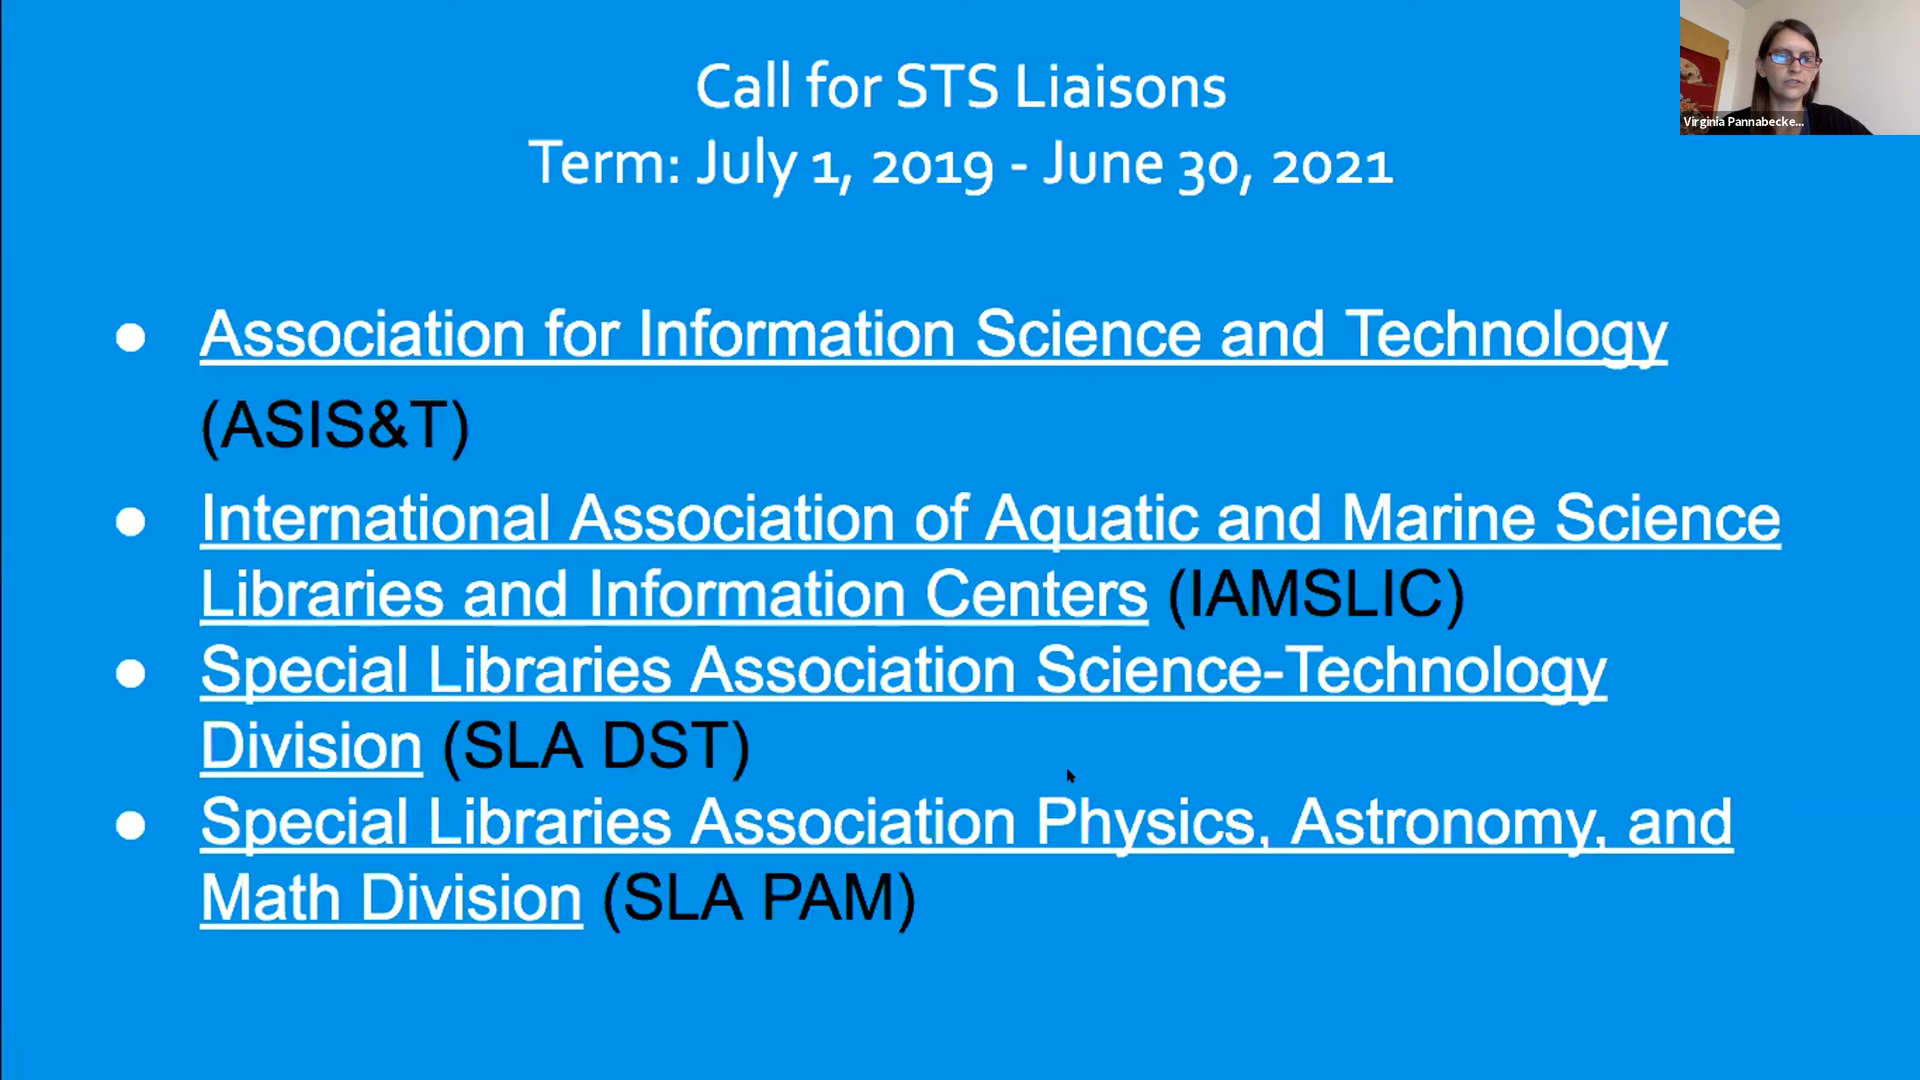 Call for STS Liaisons
Term: July 1, 2019 - June 30, 2021
Virginia Pannabecke...
● Association for Information Science and Technology
(ASIS&T)
● International Association of Aquatic and Marine Science
Libraries and Information Centers (IAMSLIC)
● Special Libraries Association Science-Technology
Division (SLA DST)
● Special Libraries Association Physics, Astronomy, and
Math Division (SLA PAM)